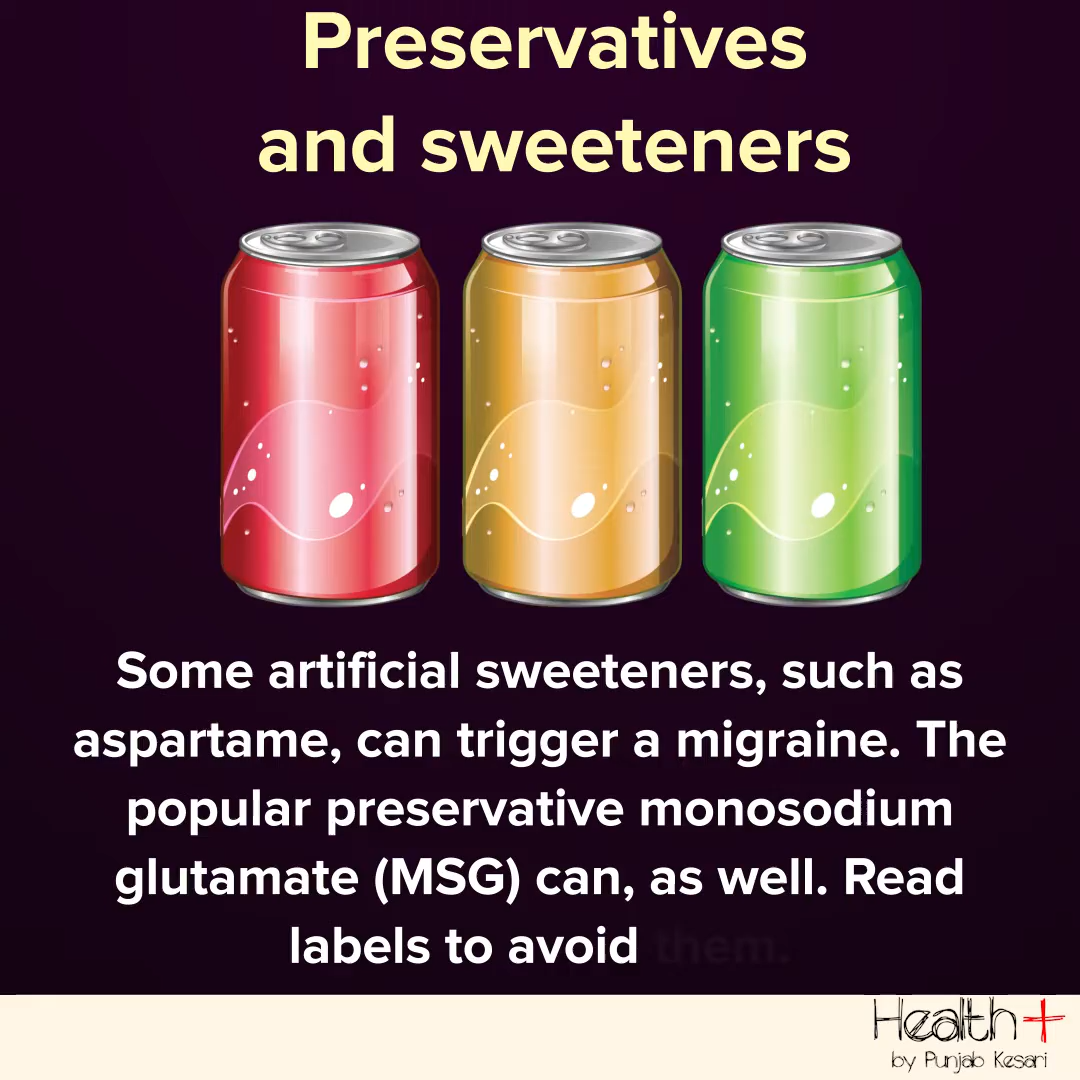 Preservatives
and sweeteners
Some artificial sweeteners, such as
aspartame, can trigger a migraine. The
popular preservative monosodium
glutamate (MSG) can, as well. Read
labels to avoid them.
Health+
by Punjab Kesari